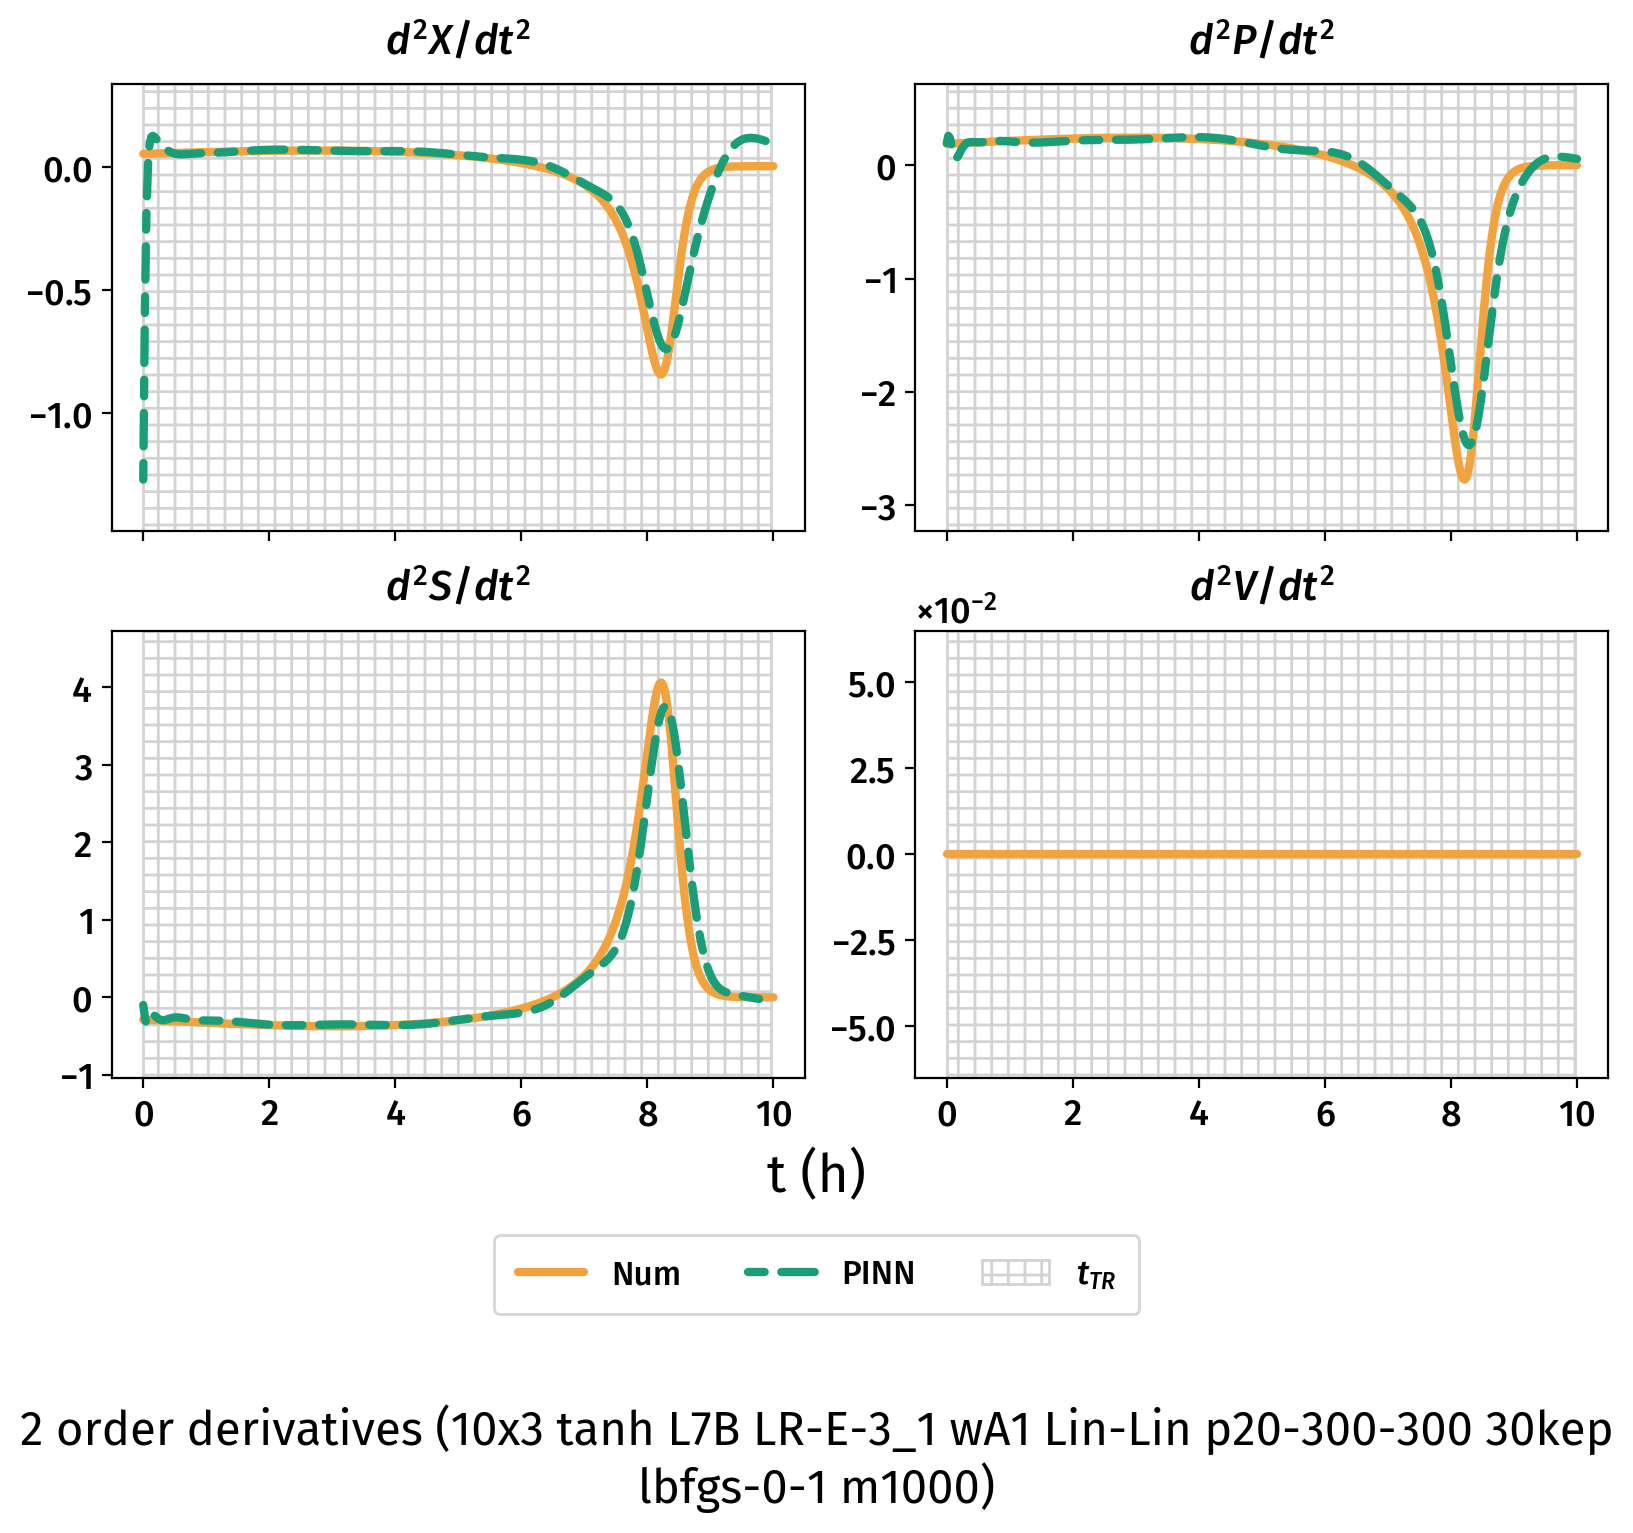 d²X/dt²
d²P/dt²
0.0
−0.5
−1.0
0
−1
−2
−3
d²S/dt²
d²V/dt²
×10⁻²
4
3
2
1
0
−1
5.0
2.5
0.0
−2.5
−5.0
0 2 4 6 8 10
0 2 4 6 8 10
t (h)
Num PINN t_TR
2 order derivatives (10x3 tanh L7B LR-E-3_1 wA1 Lin-Lin p20-300-300 30kep
lbfgs-0-1 m1000)